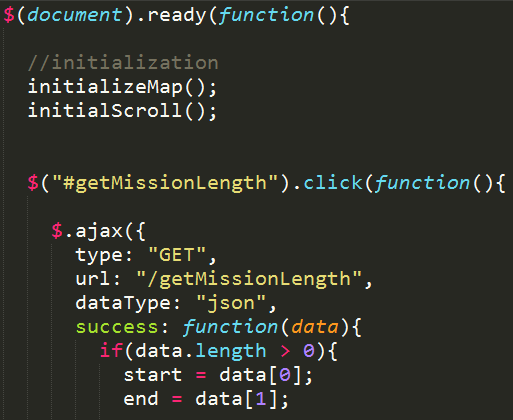 $(document).ready(function(){
//initialization
initializeMap();
initialScroll();
$("#getMissionLength").click(function(){
$.ajax({
type: "GET",
url: "/getMissionLength",
dataType: "json",
success: function(data){
if(data.length > 0){
start = data[0];
end = data[1];